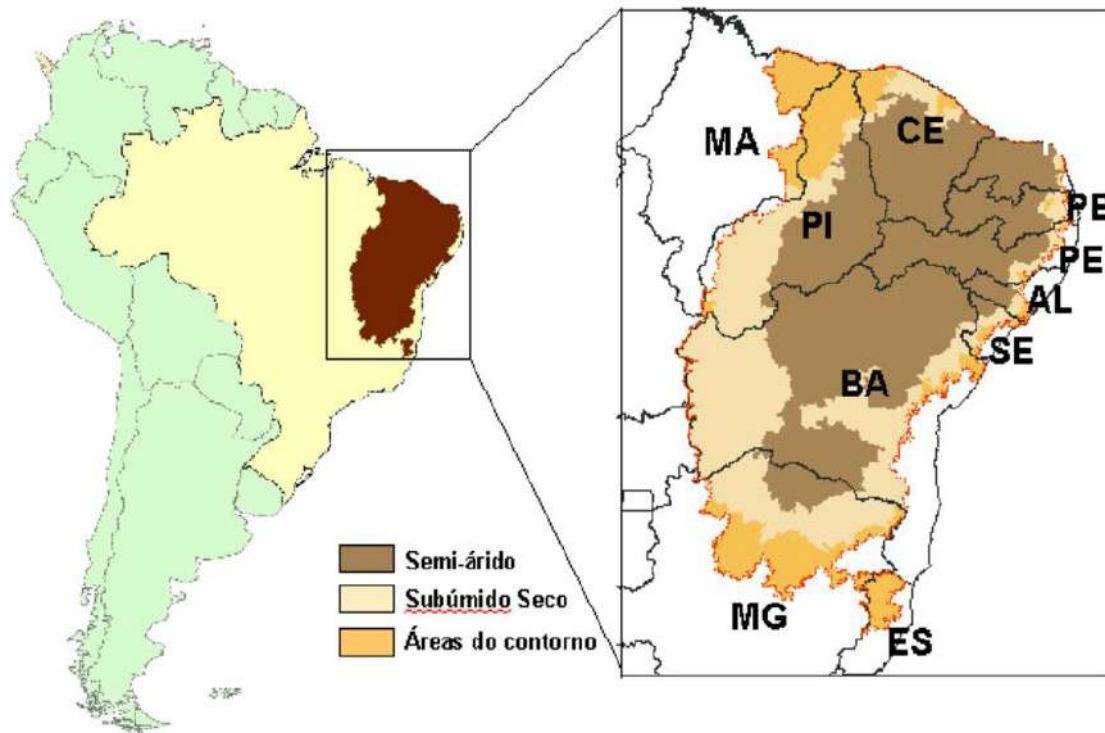 MA
CE
PI
PB
PE
AL
SE
BA
MG
ES
Semi-árido
Subúmido Seco
Áreas do contorno